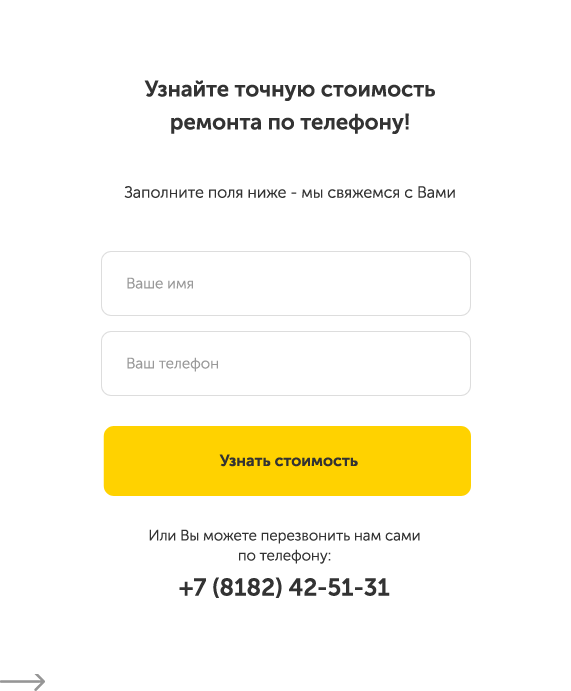 Узнайте точную стоимость
ремонта по телефону!
Заполните поля ниже - мы свяжемся с Вами
Ваше имя
Ваш телефон
Узнать стоимость
Или Вы можете перезвонить нам сами
по телефону:
+7 (8182) 42-51-31